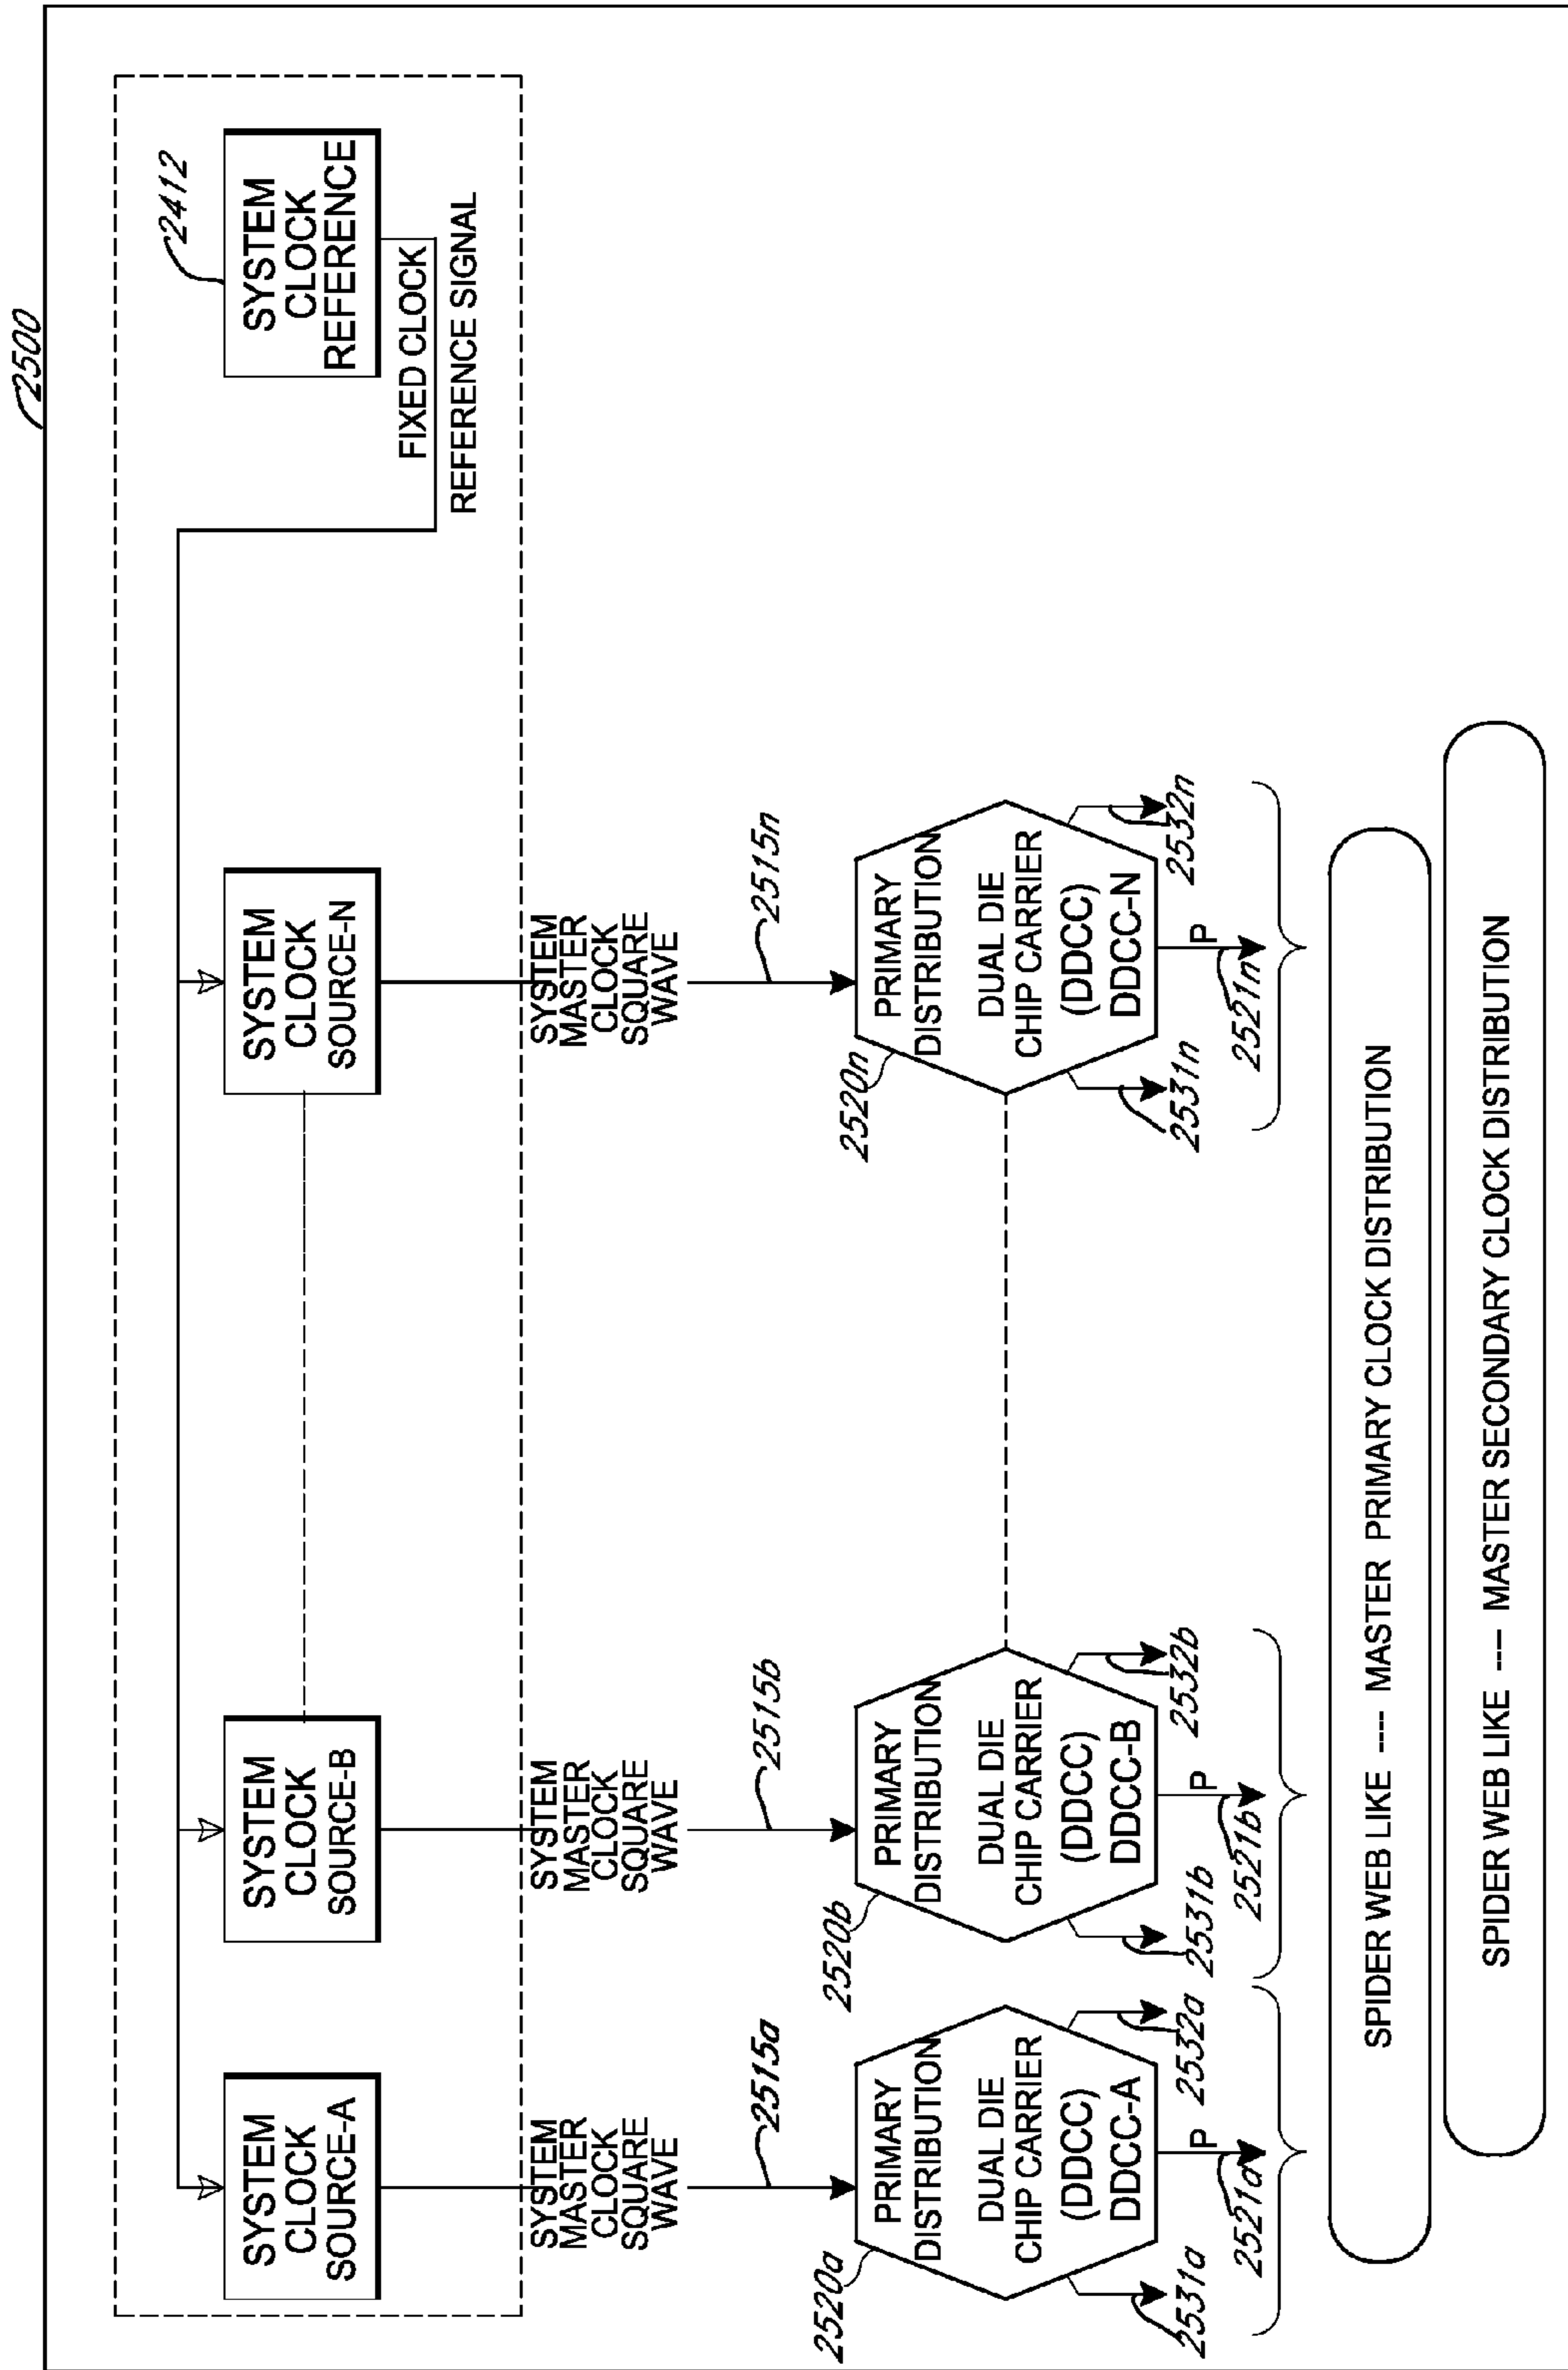 2500
SYSTEM
CLOCK
SOURCE-A
SYSTEM
CLOCK
SOURCE-B
SYSTEM
CLOCK
SOURCE-N
2412
SYSTEM
CLOCK
REFERENCE
FIXED CLOCK
REFERENCE SIGNAL
SYSTEM
MASTER
CLOCK
SQUARE
WAVE
2515a
SYSTEM
MASTER
CLOCK
SQUARE
WAVE
2515b
SYSTEM
MASTER
CLOCK
SQUARE
WAVE
2515n
2520a
PRIMARY
DISTRIBUTION
DUAL DIE
CHIP CARRIER
(DDCC)
DDCC-A
2531a
P
2521a
2532a
2520b
PRIMARY
DISTRIBUTION
DUAL DIE
CHIP CARRIER
(DDCC)
DDCC-B
2531b
P
2521b
2532b
2520n
PRIMARY
DISTRIBUTION
DUAL DIE
CHIP CARRIER
(DDCC)
DDCC-N
2531n
P
2521n
2532n
SPIDER WEB LIKE ---- MASTER PRIMARY CLOCK DISTRIBUTION
SPIDER WEB LIKE ---- MASTER SECONDARY CLOCK DISTRIBUTION